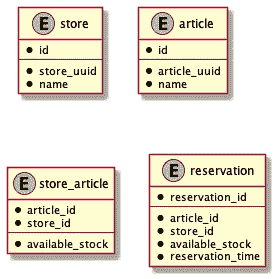 E store
id
store_uuid
name
E article
id
article_uuid
name
E store_article
article_id
store_id
available_stock
E reservation
reservation_id
article_id
store_id
available_stock
reservation_time